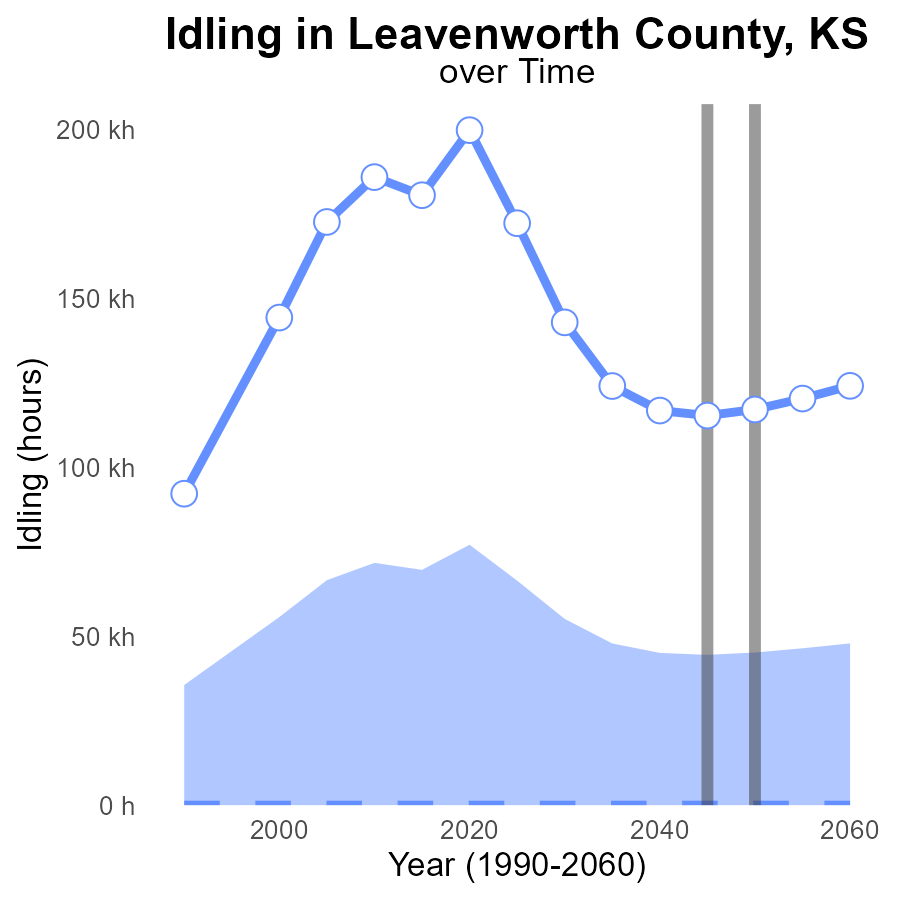 Idling in Leavenworth County, KS
over Time
200 kh
150 kh
100 kh
50 kh
0 h
Idling (hours)
2000
2020
2040
2060
Year (1990-2060)